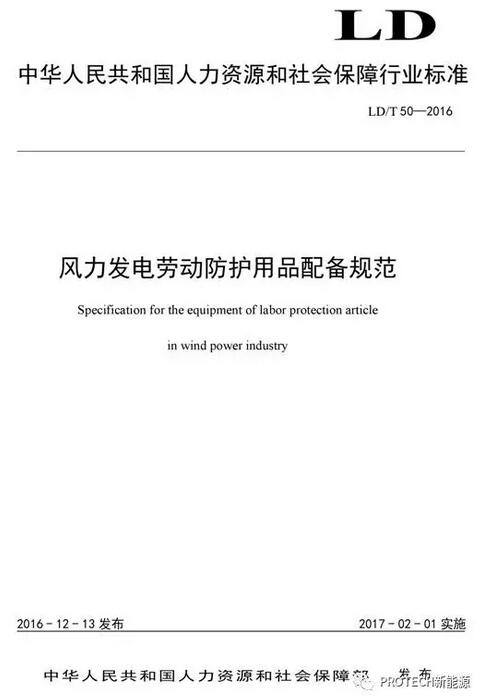 LD
中华人民共和国人力资源和社会保障行业标准
LD/T 50—2016
风力发电劳动防护用品配备规范
Specification for the equipment of labor protection article
in wind power industry
2016-12-13 发布 2017-02-01 实施
中华人民共和国人力资源和社会保障部 发布
PROTECH新能源